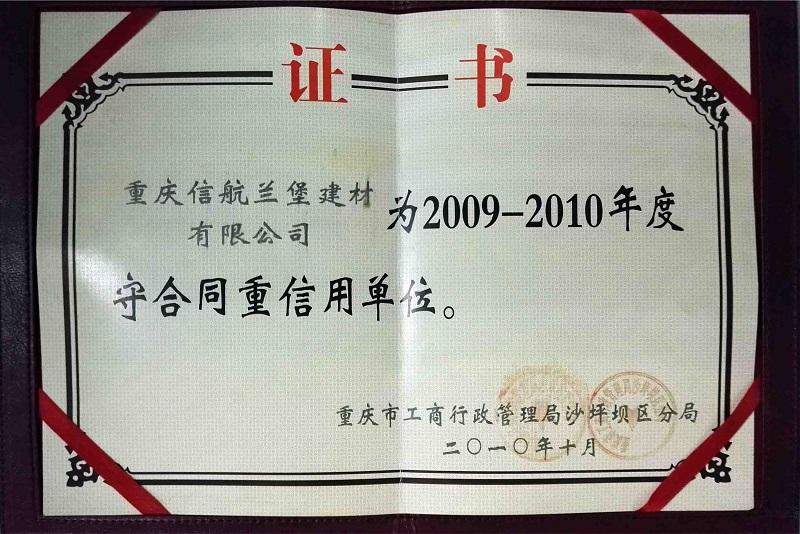 证书
重庆信航兰堡建材
有限公司
为2009-2010年度
守合同重信用单位。
重庆市工商行政管理局沙坪坝区分局
二〇一〇年十月